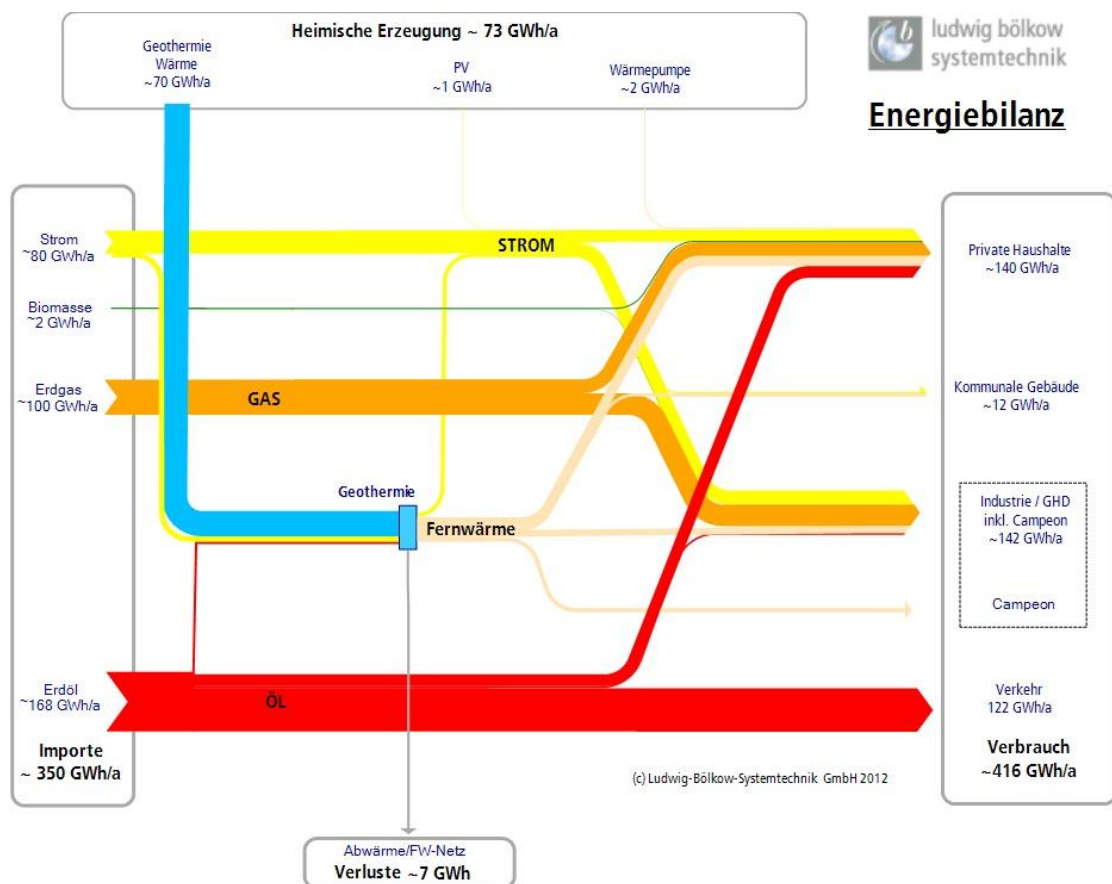 Heimische Erzeugung ~ 73 GWh/a
Geothermie
Wärme
~70 GWh/a
PV
~1 GWh/a
Wärmepumpe
~2 GWh/a
b
ludwig bölkow
systemtechnik
Energiebilanz
Strom
~80 GWh/a
Biomasse
~2 GWh/a
Erdgas
~100 GWh/a
Erdöl
~168 GWh/a
Importe
~ 350 GWh/a
STROM
GAS
Geothermie
Fernwärme
ÖL
Private Haushalte
~140 GWh/a
Kommunale Gebäude
~12 GWh/a
Industrie / GHD
inkl. Campeon
~142 GWh/a
Campeon
Verkehr
122 GWh/a
Verbrauch
~416 GWh/a
(c) Ludwig-Bölkow-Systemtechnik GmbH 2012
Abwärme/FW-Netz
Verluste ~7 GWh